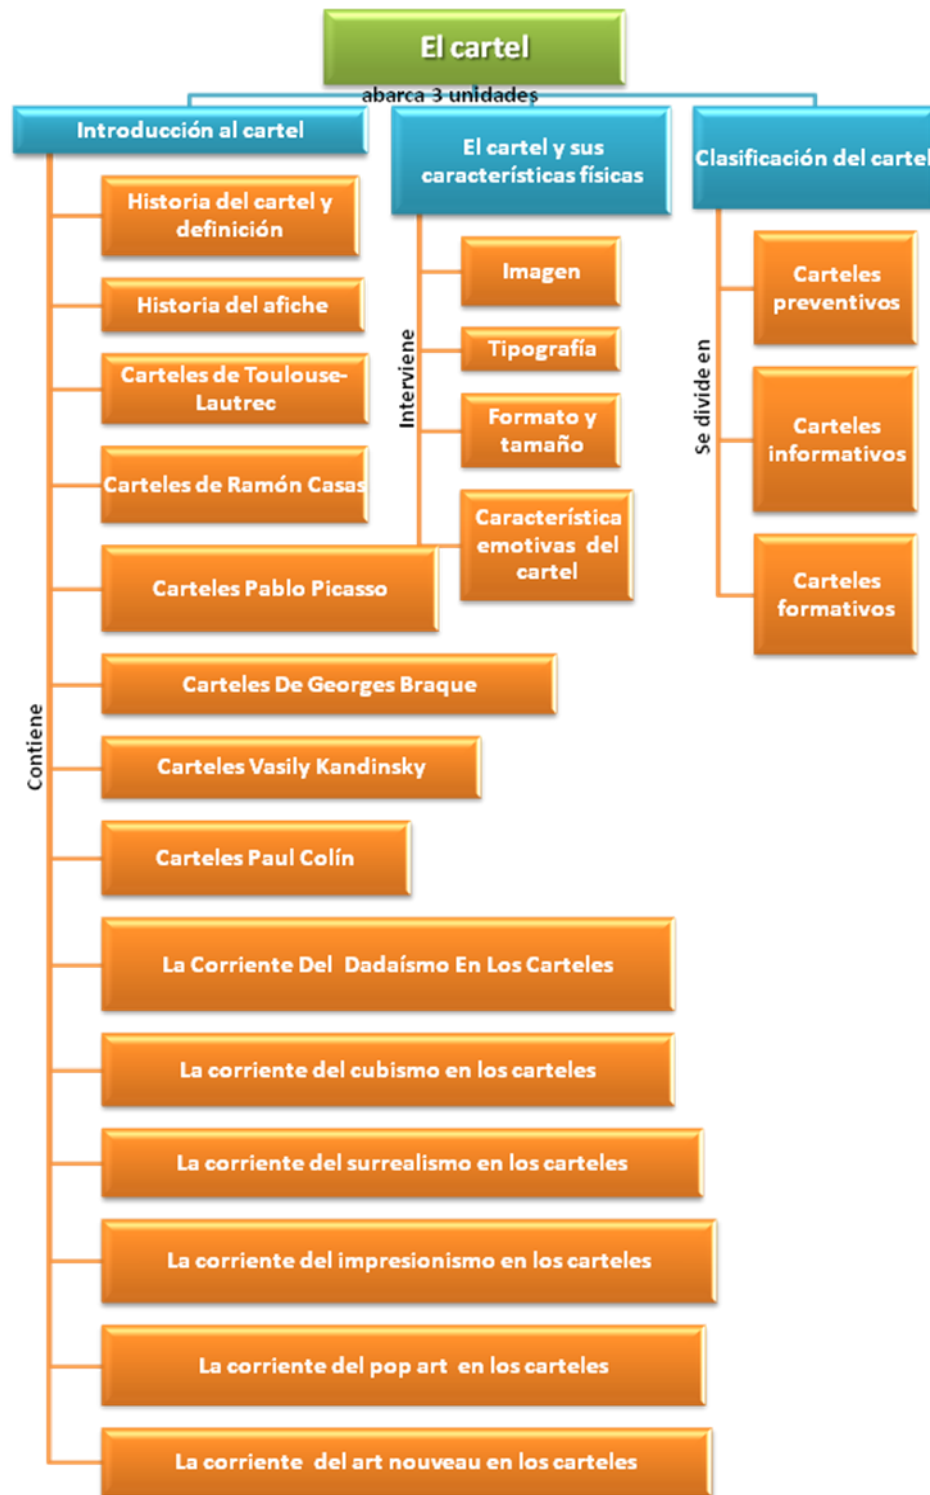 El cartel
abarca 3 unidades
Introducción al cartel
Contiene
Historia del cartel y
definición
Historia del afiche
Carteles de Toulouse-
Lautrec
Carteles de Ramón Casas
Carteles Pablo Picasso
Carteles De Georges Braque
Carteles Vasily Kandinsky
Carteles Paul Colín
La Corriente Del Dadaísmo En Los Carteles
La corriente del cubismo en los carteles
La corriente del surrealismo en los carteles
La corriente del impresionismo en los carteles
La corriente del pop art en los carteles
La corriente del art nouveau en los carteles
El cartel y sus
características físicas
Interviene
Imagen
Tipografía
Formato y
tamaño
Característica
emotivas del
cartel
Clasificación del cartel
Se divide en
Carteles
preventivos
Carteles
informativos
Carteles
formativos